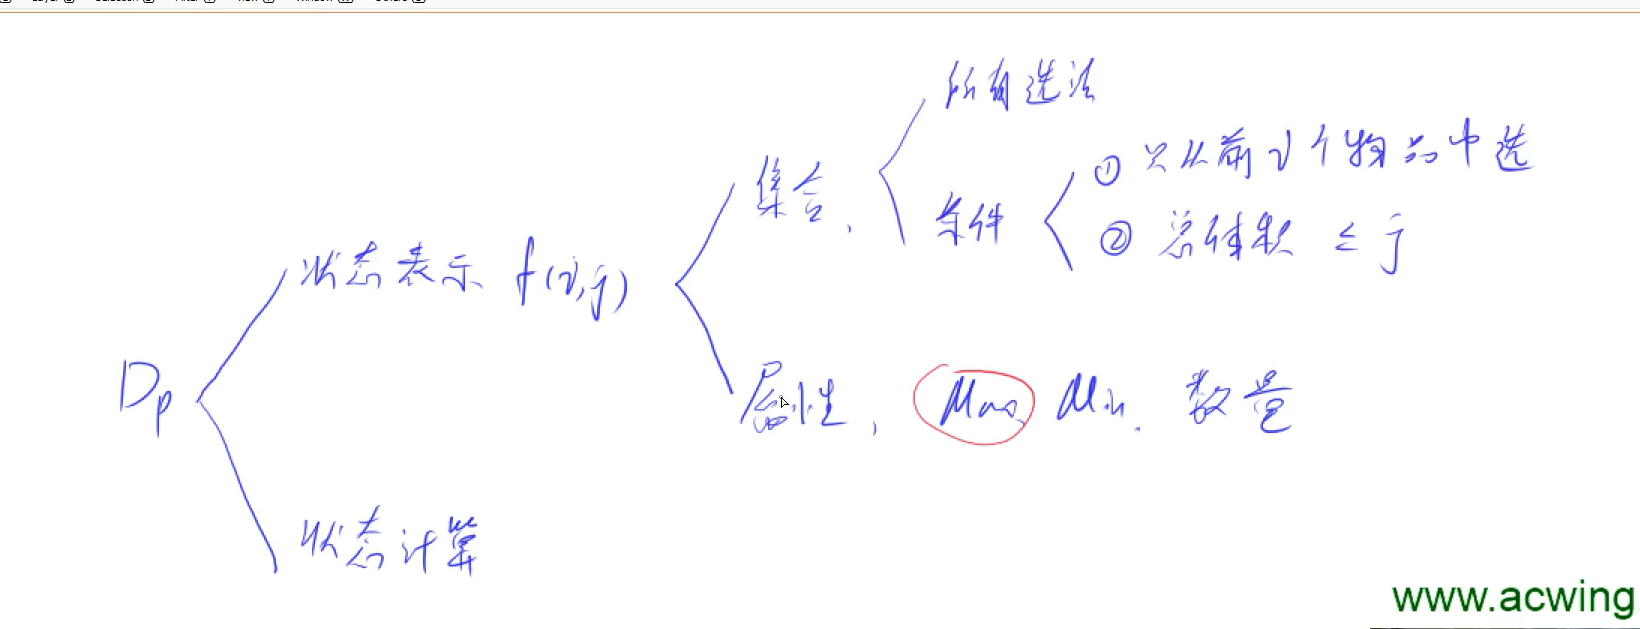 所有选法
① 只从前i个物品中选
集合,
条件
② 总体积 ≤ j
状态表示 f(i,j)
Dp
属性, Max Min. 数量
状态计算
www.acwing